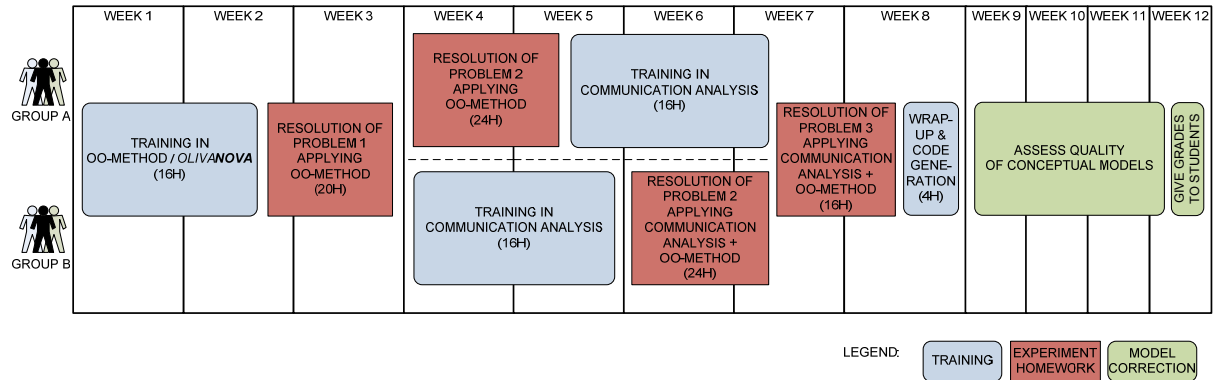 WEEK 1
WEEK 2
WEEK 3
WEEK 4
WEEK 5
WEEK 6
WEEK 7
WEEK 8
WEEK 9
WEEK 10
WEEK 11
WEEK 12
GROUP A
GROUP B
TRAINING IN
OO-METHOD / OLIVANOVA
(16H)
RESOLUTION OF
PROBLEM 1
APPLYING
OO-METHOD
(20H)
RESOLUTION OF
PROBLEM 2
APPLYING
OO-METHOD
(24H)
TRAINING IN
COMMUNICATION ANALYSIS
(16H)
TRAINING IN
COMMUNICATION ANALYSIS
(16H)
RESOLUTION OF
PROBLEM 2
APPLYING
COMMUNICATION
ANALYSIS +
OO-METHOD
(24H)
RESOLUTION OF
PROBLEM 3
APPLYING
COMMUNICATION
ANALYSIS +
OO-METHOD
(16H)
WRAP-
UP &
CODE
GENE-
RATION
(4H)
ASSESS QUALITY
OF CONCEPTUAL MODELS
GIVE GRADES
TO STUDENTS
LEGEND:
TRAINING
EXPERIMENT
HOMEWORK
MODEL
CORRECTION